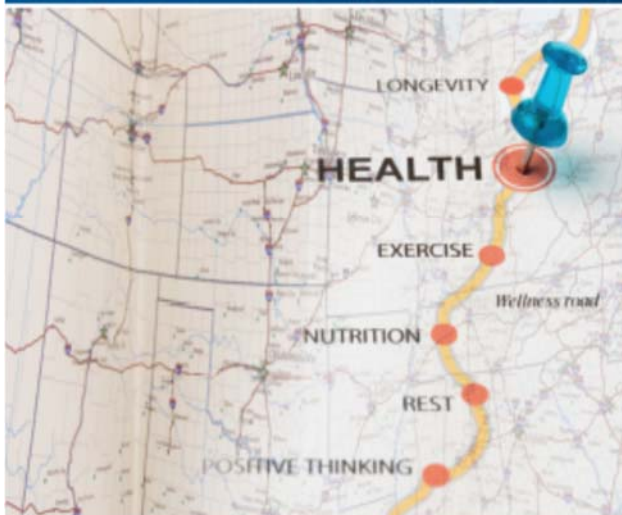 LONGEVITY
HEALTH
EXERCISE
Wellness road
NUTRITION
REST
POSITIVE THINKING